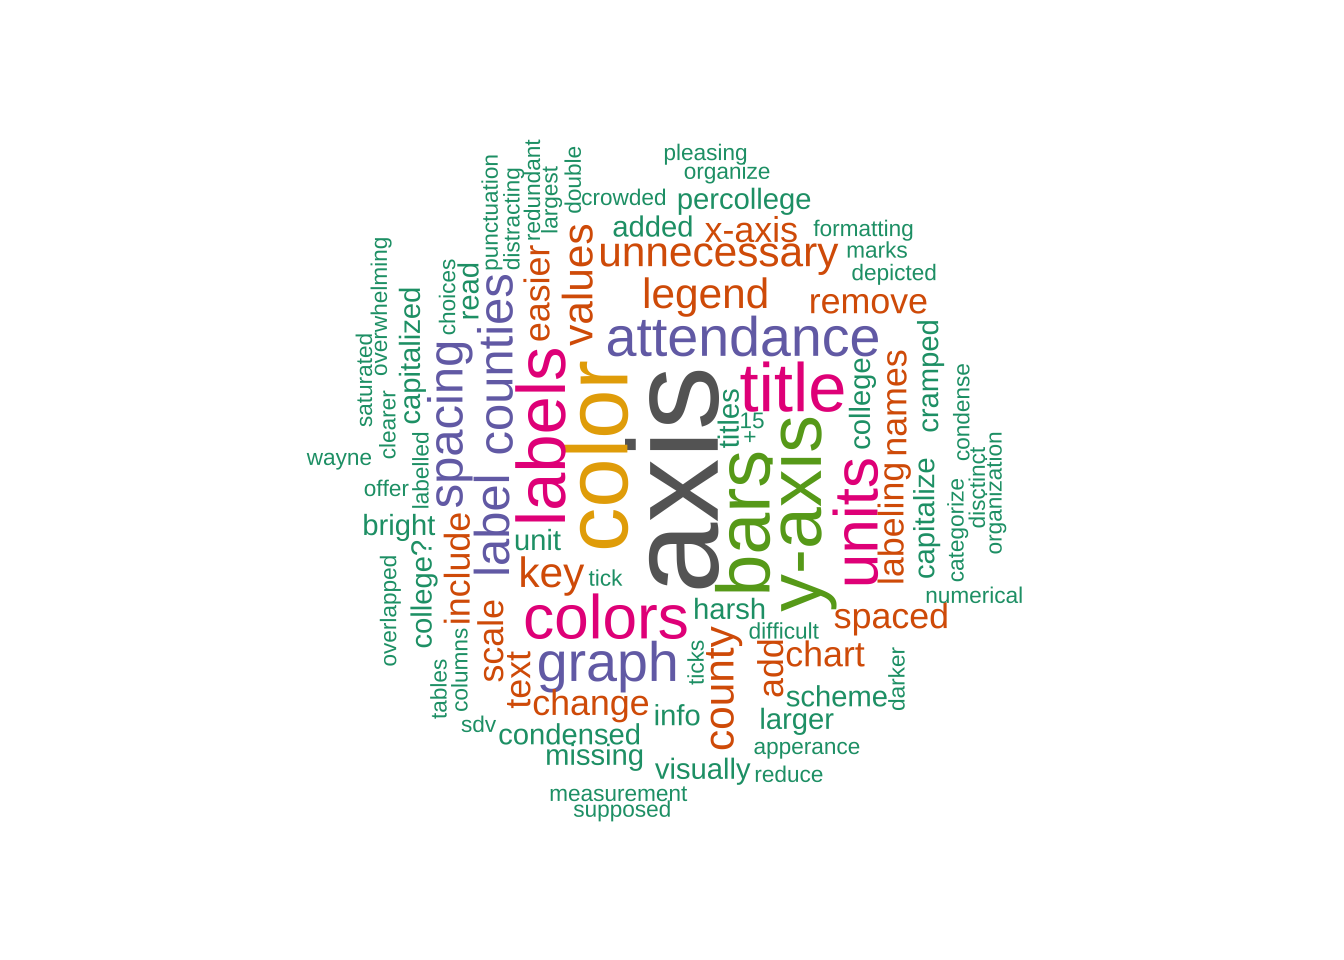 pleasing
organize
punctuation
distracting
redundant
largest
double
crowded
percollege
added
x-axis
formatting
unnecessary
marks
depicted
overwhelming
choices
read
easier
values
legend
remove
saturated
capitalized
spacing
counties
attendance
cramped
clearer
labels
color
axis
title
titles
15
+
college
names
condense
wayne
labelled
offer
label
bars
y-axis
units
labeling
capitalize
categorize
disctinct
organization
bright
college?
include
unit
key
tick
overlapped
colors
harsh
difficult
spaced
numerical
scale
graph
ticks
county
add
chart
tables
columns
text
change
info
scheme
darker
larger
sdv
condensed
missing
apperance
visually
reduce
measurement
supposed